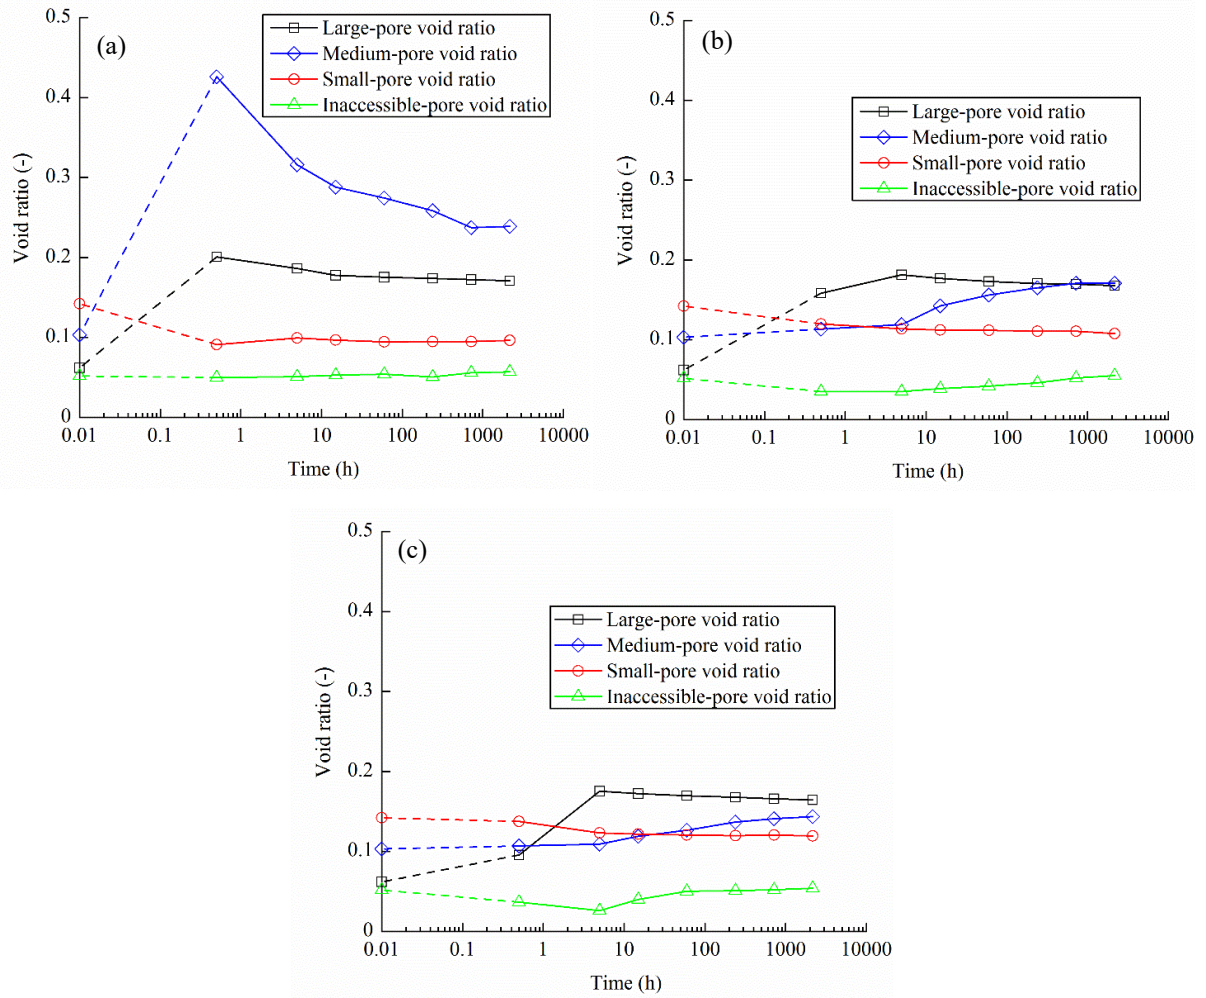 (a)
Large-pore void ratio
Medium-pore void ratio
Small-pore void ratio
Inaccessible-pore void ratio
0.5
0.4
0.3
0.2
0.1
0
Void ratio (-)
0.01 0.1 1 10 100 1000 10000
Time (h)
(b)
Large-pore void ratio
Medium-pore void ratio
Small-pore void ratio
Inaccessible-pore void ratio
0.5
0.4
0.3
0.2
0.1
0
Void ratio (-)
0.01 0.1 1 10 100 1000 10000
Time (h)
(c)
Large-pore void ratio
Medium-pore void ratio
Small-pore void ratio
Inaccessible-pore void ratio
0.5
0.4
0.3
0.2
0.1
0
Void ratio (-)
0.01 0.1 1 10 100 1000 10000
Time (h)